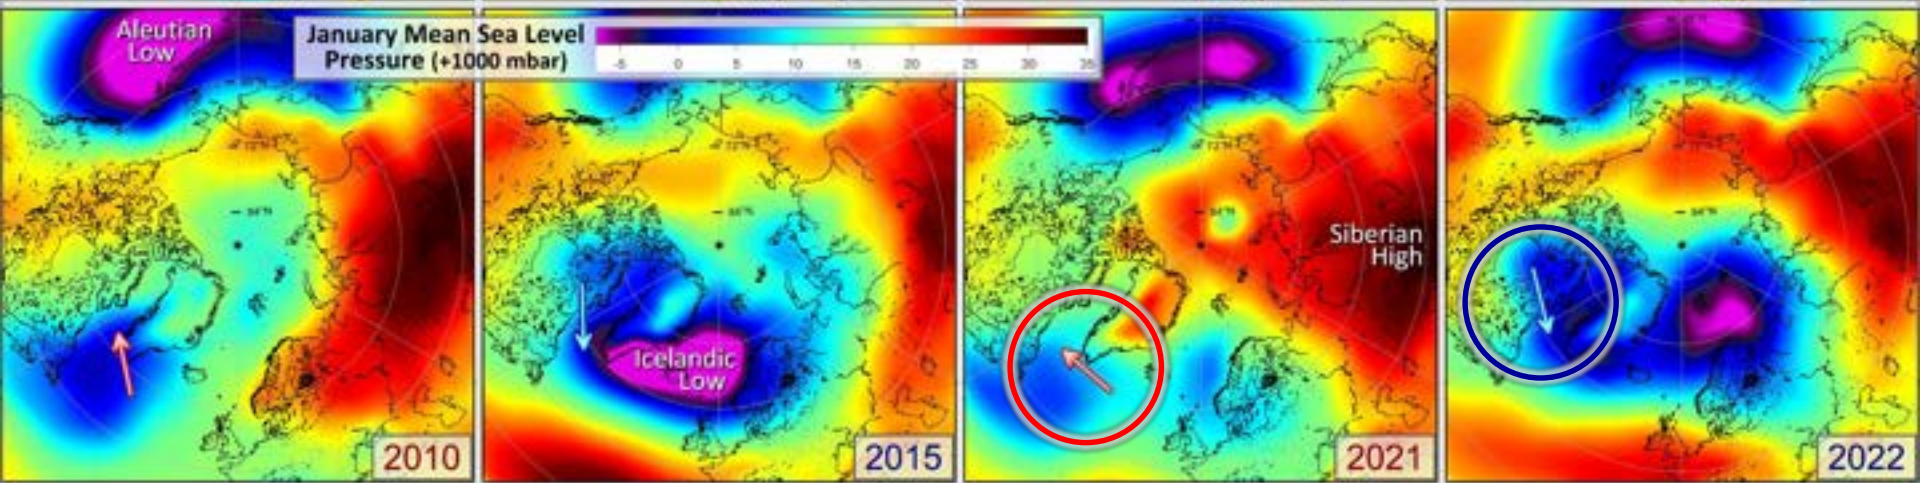 Aleutian
Low
January Mean Sea Level
Pressure (+1000 mbar)
-5 0 5 10 15 20 25 30 35
Icelandic
Low
Siberian
High
2010
2015
2021
2022